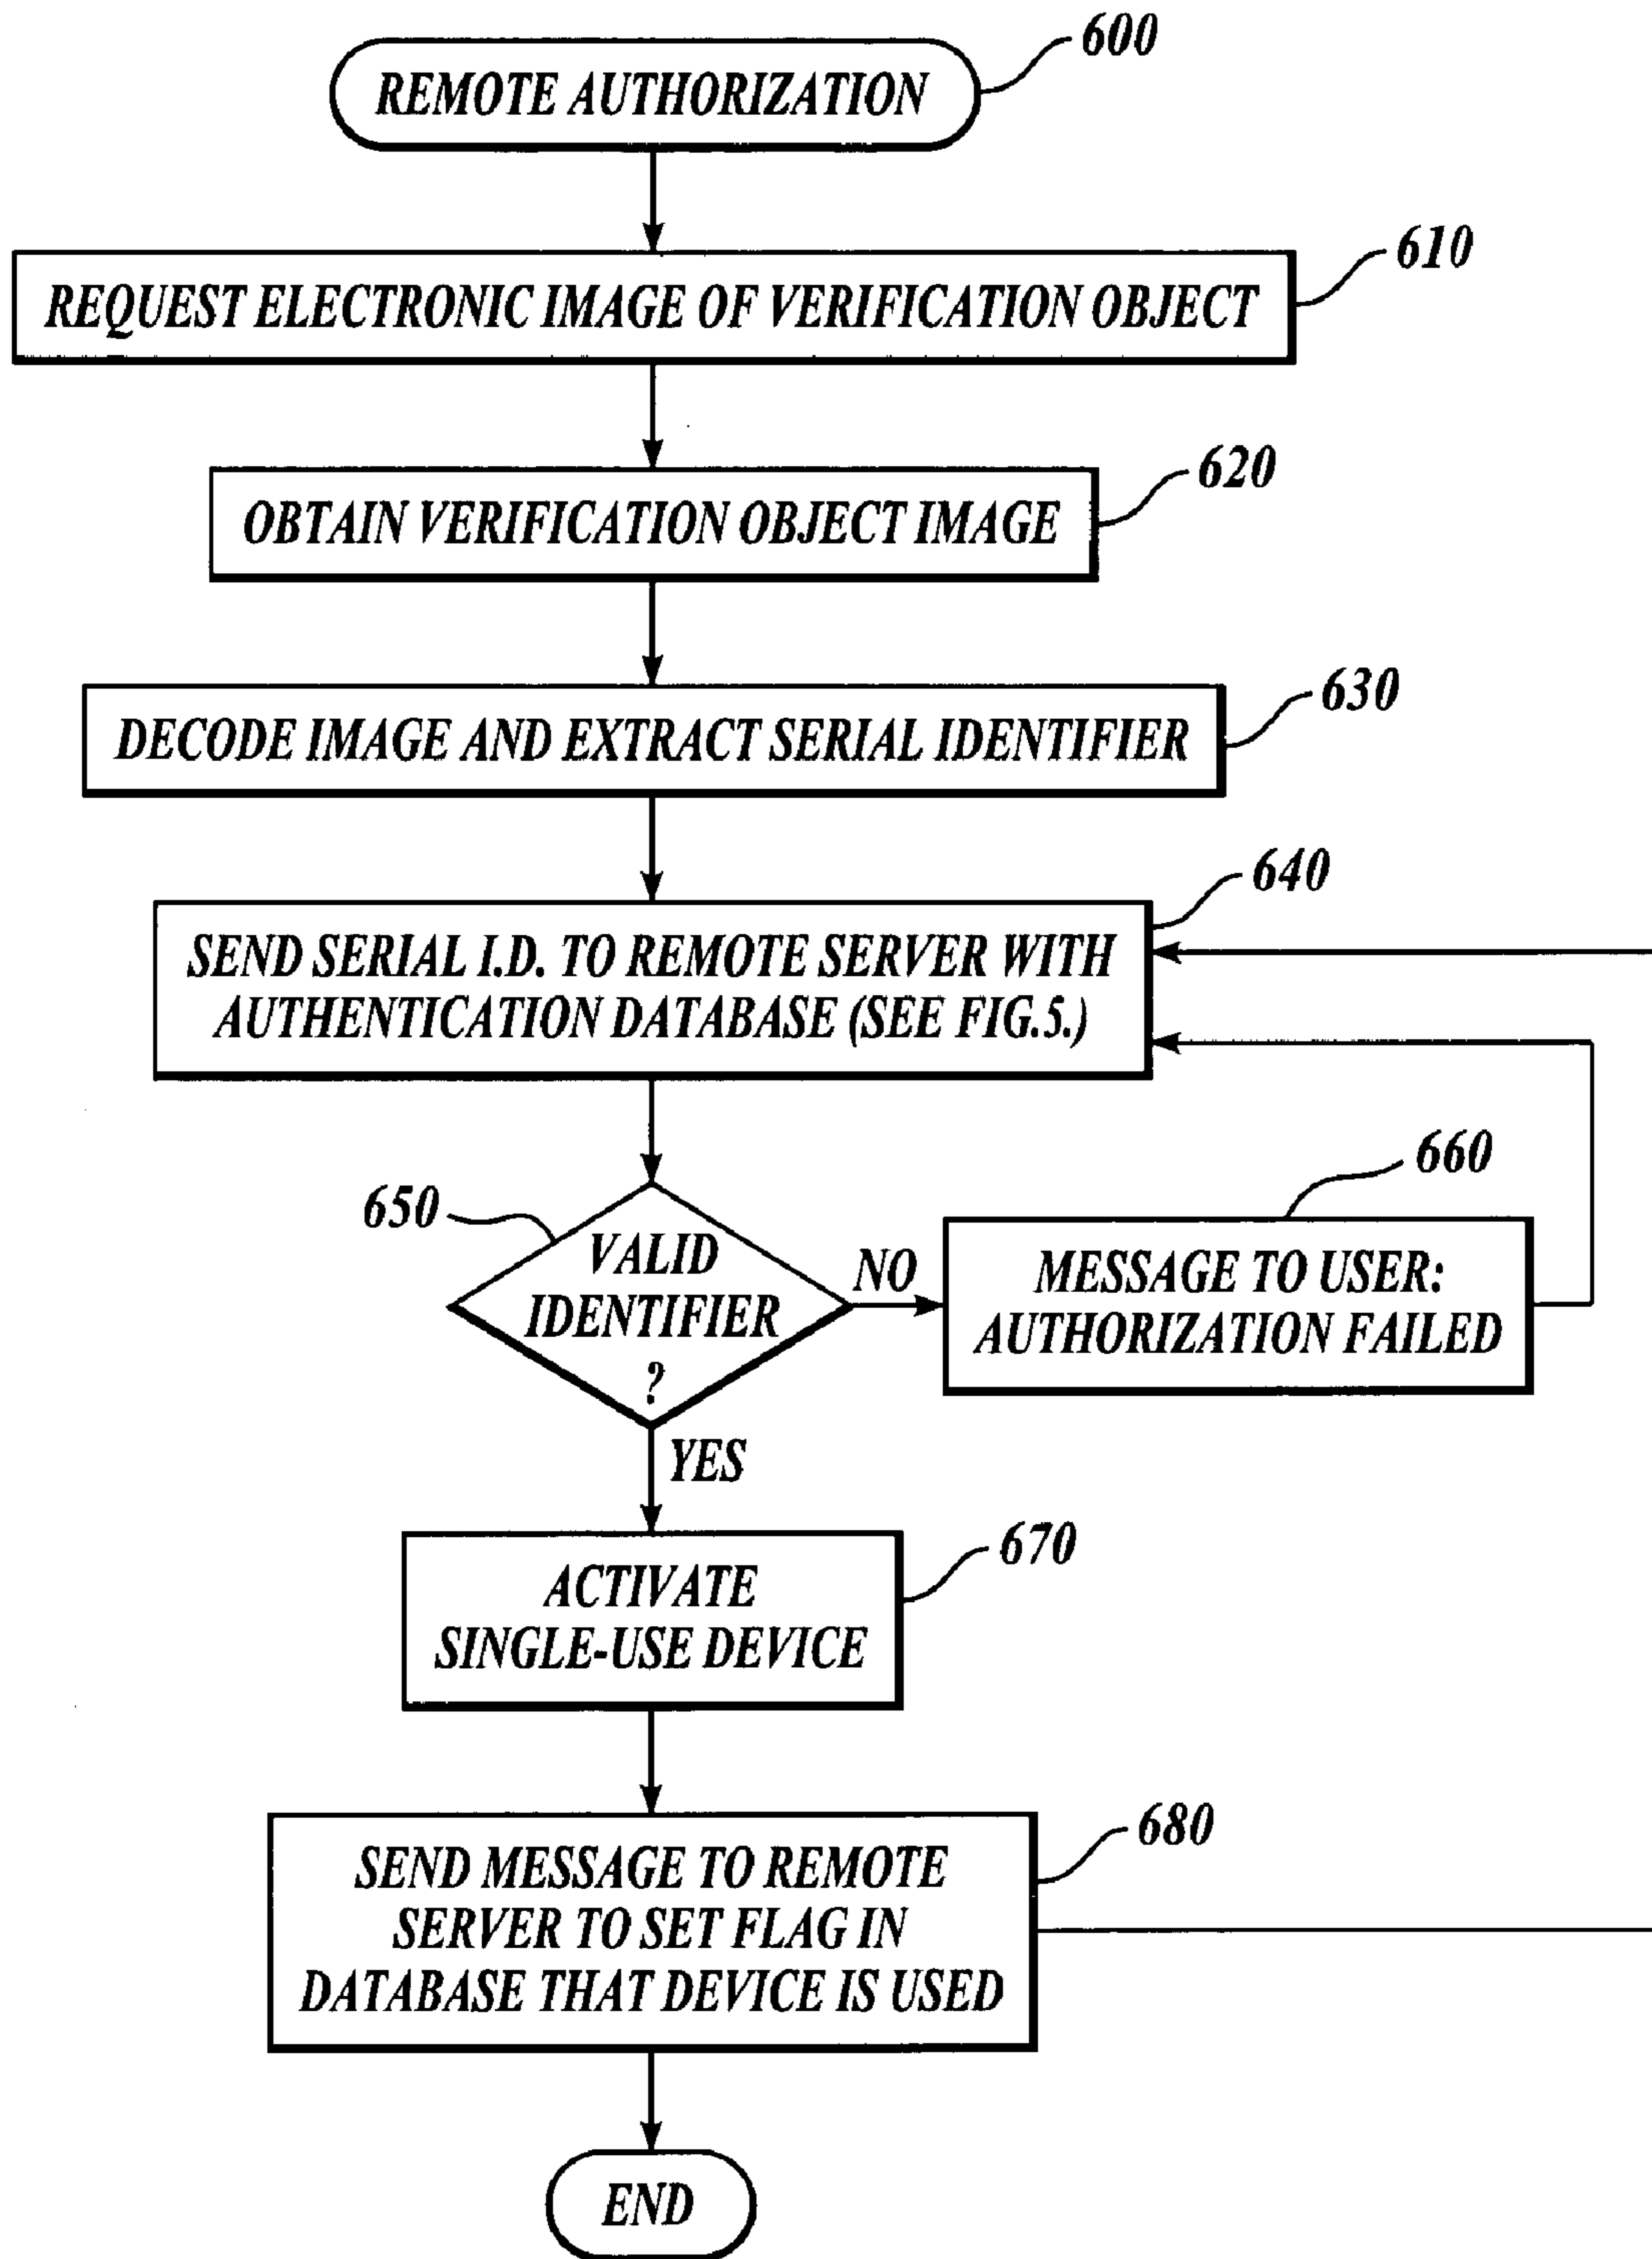 600
REMOTE AUTHORIZATION
610
REQUEST ELECTRONIC IMAGE OF VERIFICATION OBJECT
620
OBTAIN VERIFICATION OBJECT IMAGE
630
DECODE IMAGE AND EXTRACT SERIAL IDENTIFIER
640
SEND SERIAL I.D. TO REMOTE SERVER WITH
AUTHENTICATION DATABASE (SEE FIG.5.)
650
VALID
IDENTIFIER
?
NO
660
MESSAGE TO USER:
AUTHORIZATION FAILED
YES
670
ACTIVATE
SINGLE-USE DEVICE
680
SEND MESSAGE TO REMOTE
SERVER TO SET FLAG IN
DATABASE THAT DEVICE IS USED
END